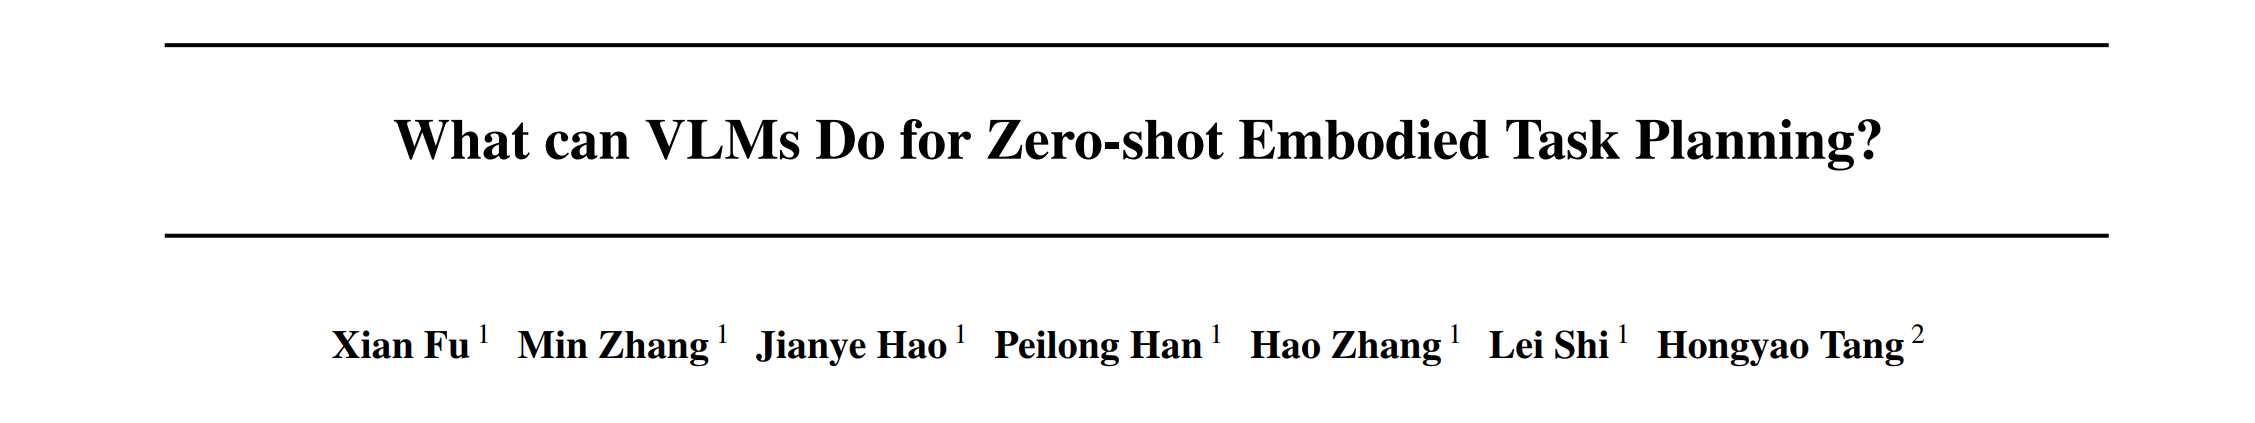 What can VLMs Do for Zero-shot Embodied Task Planning?
Xian Fu 1 Min Zhang 1 Jianye Hao 1 Peilong Han 1 Hao Zhang 1 Lei Shi 1 Hongyao Tang 2